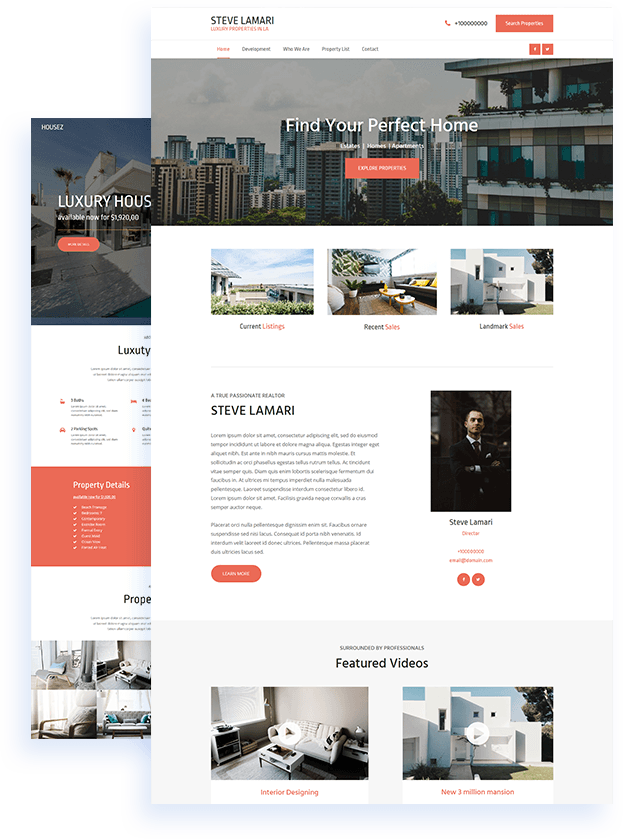 STEVE LAMARI
LUXURY PROPERTIES IN LA
+100000000
Search Properties
Home
Development
Who We Are
Property List
Contact
Find Your Perfect Home
Estates | Homes | Apartments
EXPLORE PROPERTIES
Current Listings
Recent Sales
Landmark Sales
A TRUE PASSIONATE REALTOR
STEVE LAMARI
Lorem ipsum dolor sit amet, consectetur adipiscing elit, sed do eiusmod
tempor incididunt ut labore et dolore magna aliqua. Egestas integer eget
aliquet nibh. Est ante in nibh mauris cursus mattis molestie. Et
sollicitudin ac orci phasellus egestas tellus rutrum tellus. Ac tincidunt
vitae semper quis. Diam quis enim lobortis scelerisque fermentum dui
faucibus in. At ultrices mi tempus imperdiet nulla malesuada
pellentesque. Laoreet suspendisse interdum consectetur libero id.
Lorem ipsum dolor sit amet, Facilisis gravida neque convallis a cras
semper auctor neque.
Placerat orci nulla pellentesque dignissim enim sit. Faucibus ornare
suspendisse sed nisi lacus. Consequat id porta nibh venenatis. Id
interdum velit laoreet id donec ultrices. Pellentesque massa placerat
duis ultricies lacus sed.
LEARN MORE
Steve Lamari
Director
+100000000
email@domain.com
SURROUNDED BY PROFESSIONALS
Featured Videos
Interior Designing
New 3 million mansion
HOUSEZ
LUXURY HOUS
available now for $1,920,00
Luxuty
5 Baths
2 Parking Spots
Property Details
Guest Toilet
Prope